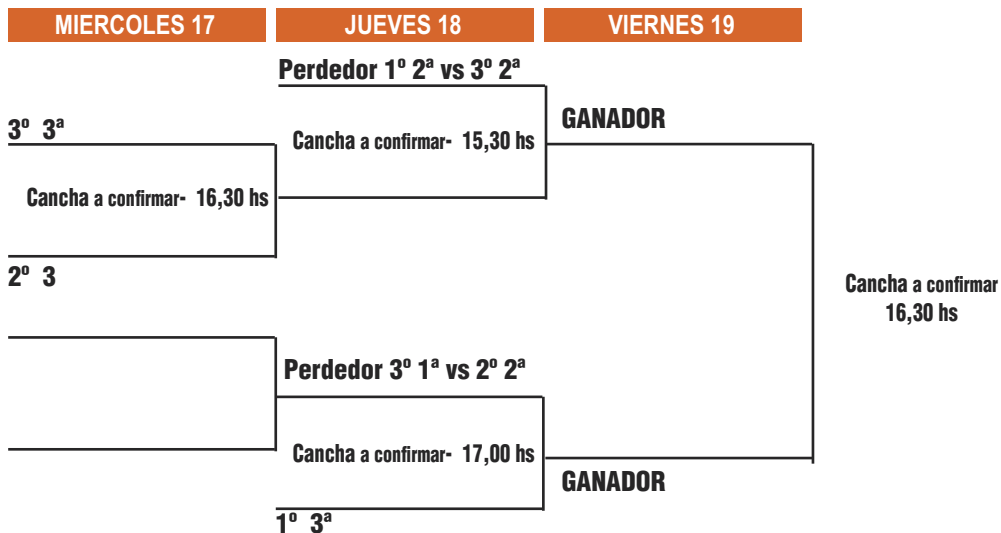 MIERCOLES 17
JUEVES 18
VIERNES 19
Perdedor 1º 2ª vs 3º 2ª
3º 3ª
Cancha a confirmar- 15,30 hs
GANADOR
Cancha a confirmar- 16,30 hs
2º 3
Cancha a confirmar
16,30 hs
Perdedor 3º 1ª vs 2º 2ª
Cancha a confirmar- 17,00 hs
GANADOR
1º 3ª